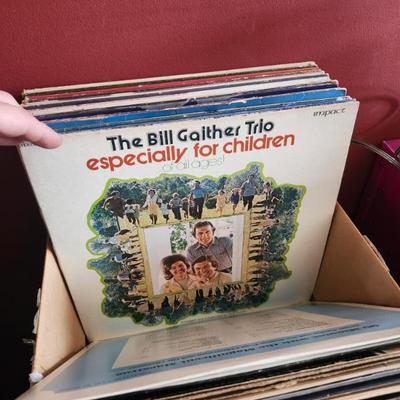 The Bill Gaither Trio
impact
especially for children
of all ages!